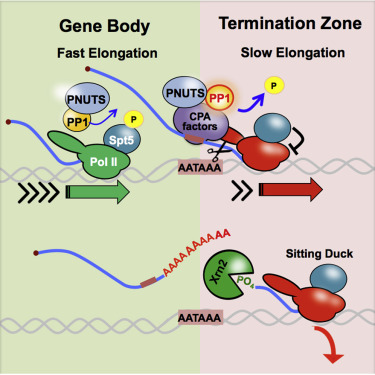 Gene Body
Termination Zone
Fast Elongation
Slow Elongation
PNUTS
PP1
P
Spt5
Pol II
PNUTS
PP1
P
CPA
factors
AATAAA
AAAAAAAAAA
Xrn2
PO4
Sitting Duck
AATAAA